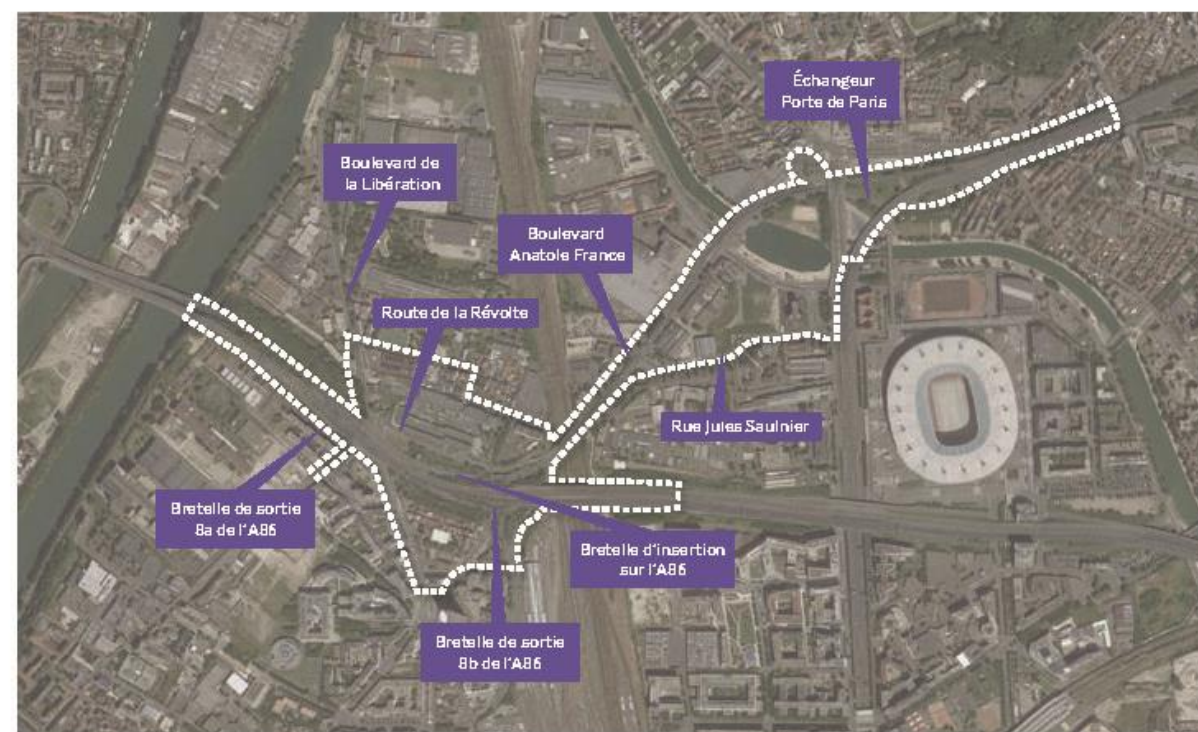 Échangeur
Porte de Paris
Boulevard de
la Libération
Boulevard
Anatole France
Route de la Révolte
Rue Jules Saulnier
Bretelle de sortie
8a de l'A86
Bretelle d'insertion
sur l'A86
Bretelle de sortie
8b de l'A86